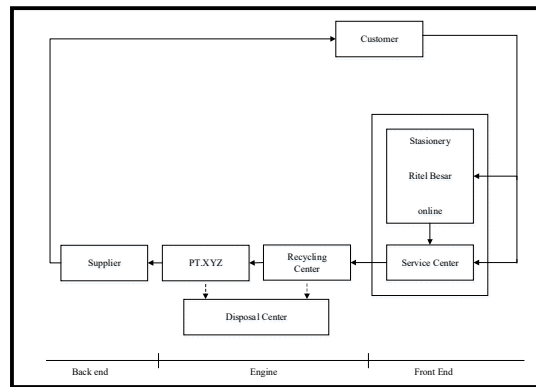 Customer
Stasionery
Ritel Besar
online
Supplier
PT.XYZ
Recycling
Center
Service Center
Disposal Center
Back end
Engine
Front End